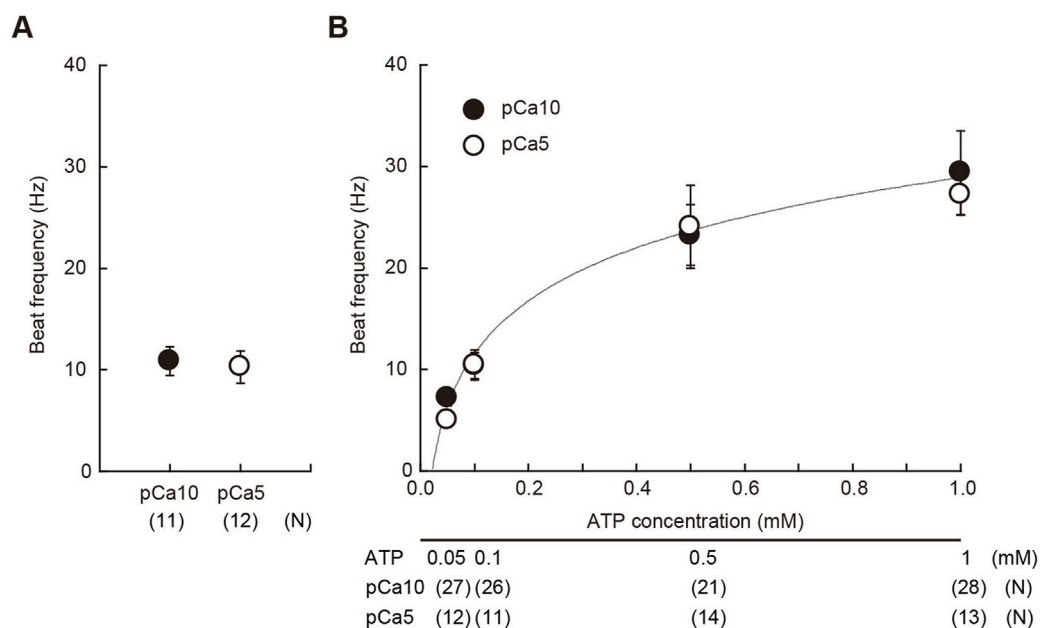 A
40
30
20
10
0
Beat frequency (Hz)
pCa10 pCa5
(11) (12) (N)
B
pCa10
pCa5
40
30
20
10
0
Beat frequency (Hz)
0.0 0.2 0.4 0.6 0.8 1.0
ATP concentration (mM)
ATP 0.05 0.1 0.5 1 (mM)
pCa10 (27) (26) (21) (28) (N)
pCa5 (12) (11) (14) (13) (N)